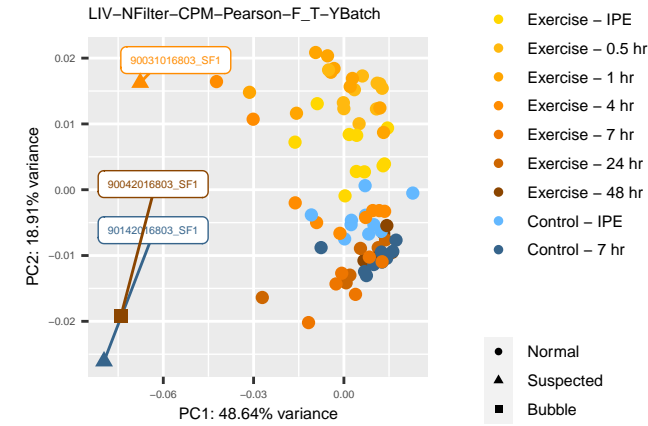 LIV−NFilter−CPM−Pearson−F_T−YBatch
90031016803_SF1
90042016803_SF1
90142016803_SF1
0.02
0.01
0.00
−0.01
−0.02
PC2: 18.91% variance
−0.06
−0.03
0.00
PC1: 48.64% variance
Exercise − IPE
Exercise − 0.5 hr
Exercise − 1 hr
Exercise − 4 hr
Exercise − 7 hr
Exercise − 24 hr
Exercise − 48 hr
Control − IPE
Control − 7 hr
Normal
Suspected
Bubble